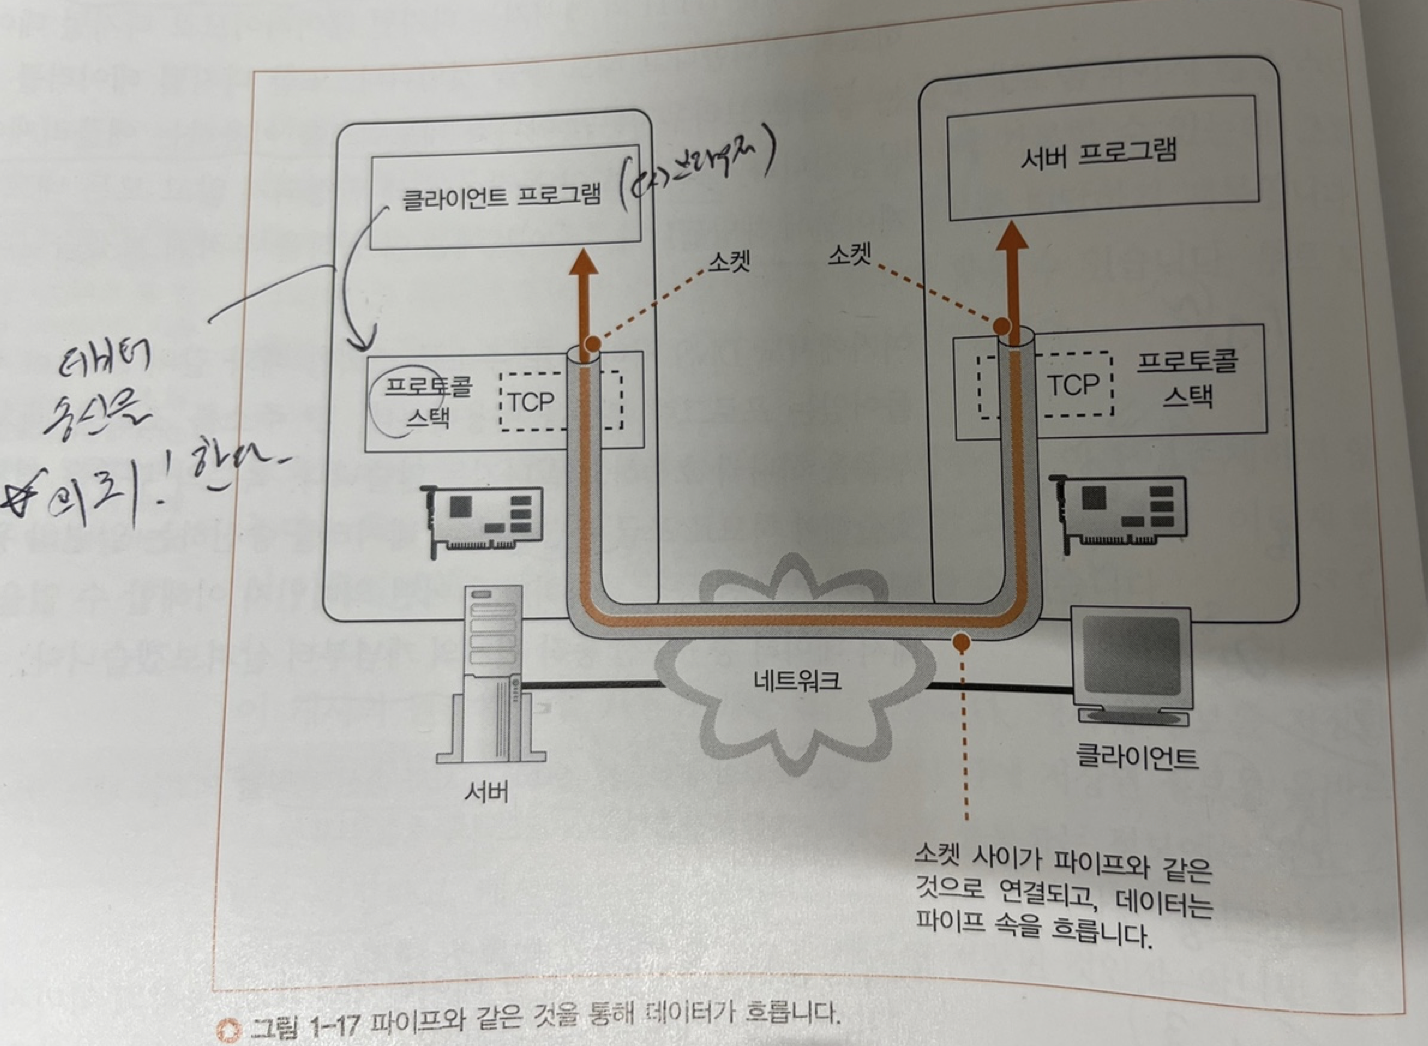 클라이언트 프로그램 (ex)브라우저)
서버 프로그램
소켓
소켓
데이터
송신을
의뢰! 한다.
프로토콜
스택
TCP
TCP
프로토콜
스택
네트워크
서버
클라이언트
소켓 사이가 파이프와 같은
것으로 연결되고, 데이터는
파이프 속을 흐릅니다.
그림 1-17 파이프와 같은 것을 통해 데이터가 흐릅니다.